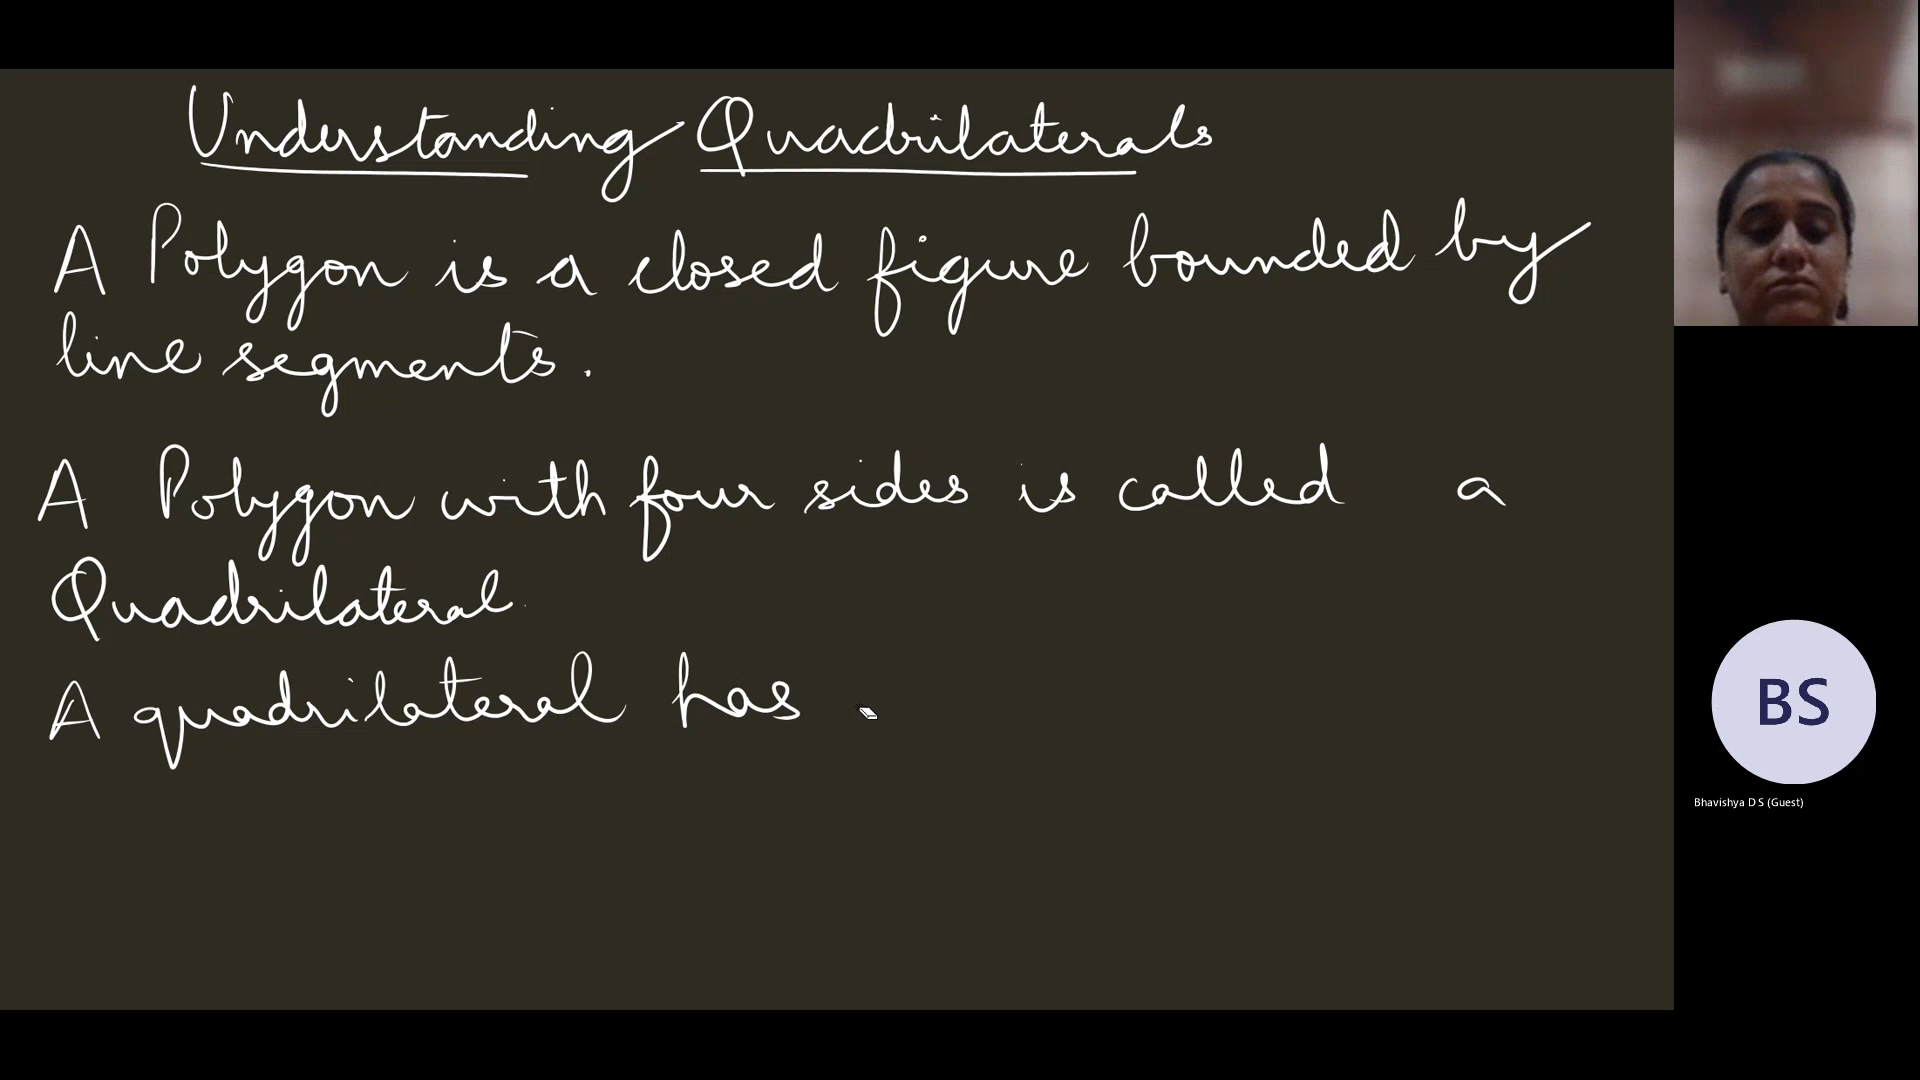 Understanding Quadrilaterals
A Polygon is a closed figure bounded by
line segments.
A Polygon with four sides is called a
Quadrilateral.
A quadrilateral has
BS
Bhavishya D S (Guest)